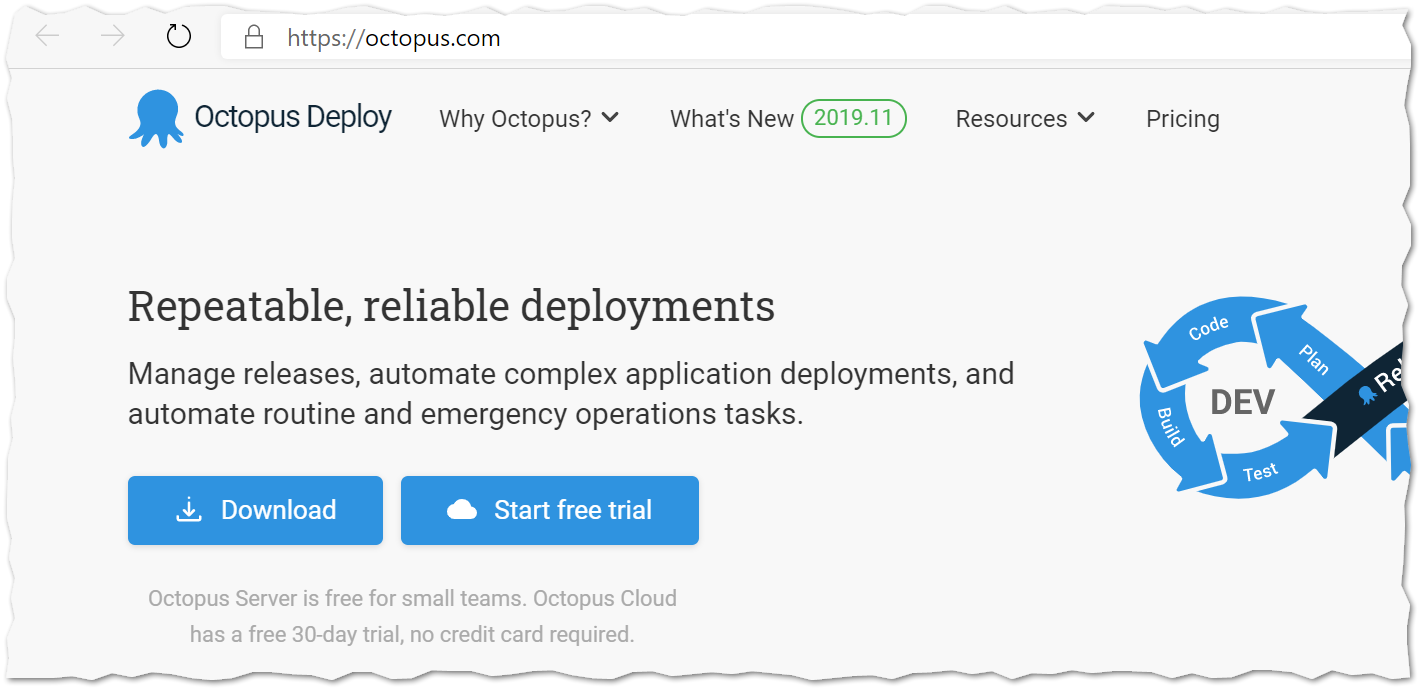 https://octopus.com
Octopus Deploy Why Octopus? What's New 2019.11 Resources Pricing
Repeatable, reliable deployments
Manage releases, automate complex application deployments, and
automate routine and emergency operations tasks.
Download Start free trial
Octopus Server is free for small teams. Octopus Cloud
has a free 30-day trial, no credit card required.
Code
Plan
DEV
Build
Test